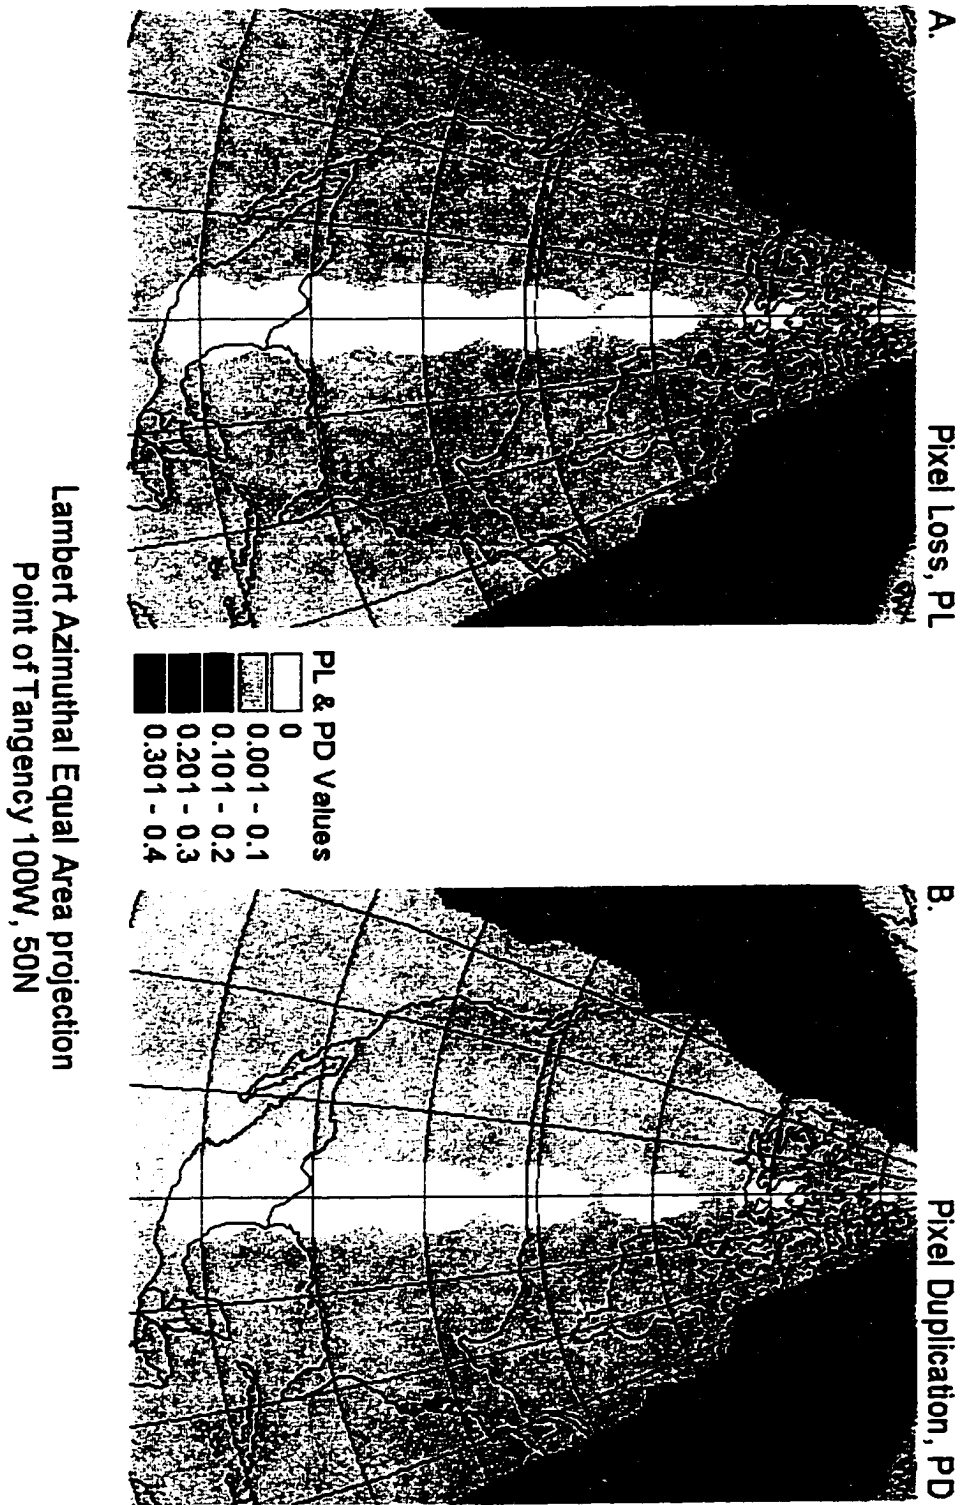 A.
Pixel Loss, PL
PL & PD Values
0
0.001 - 0.1
0.101 - 0.2
0.201 - 0.3
0.301 - 0.4
B.
Pixel Duplication, PD
Lambert Azimuthal Equal Area projection
Point of Tangency 100W, 50N